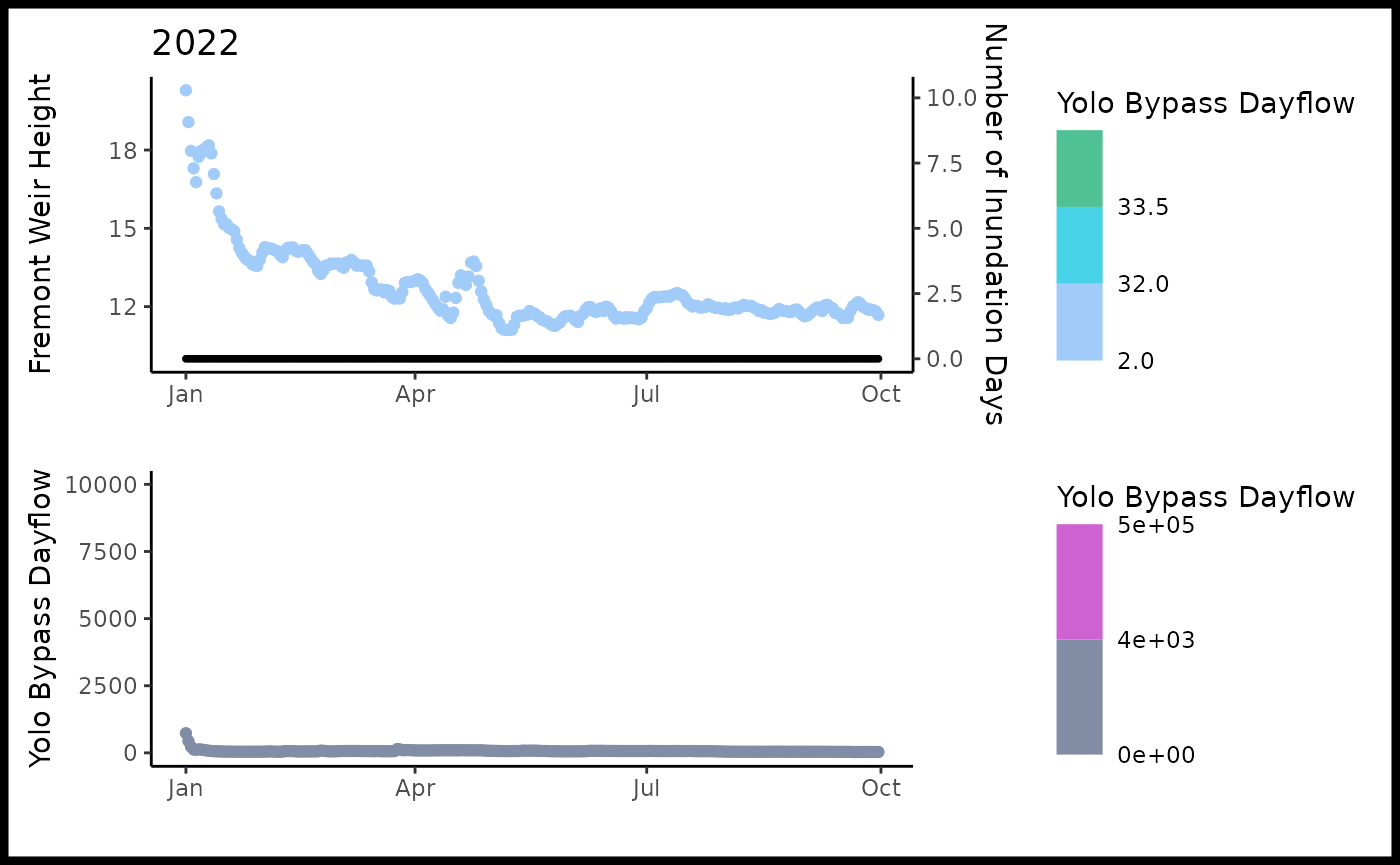 2022
Fremont Weir Height
18
15
12
10.0
7.5
5.0
2.5
0.0
Number of Inundation Days
Jan Apr Jul Oct
Yolo Bypass Dayflow
33.5
32.0
2.0
Yolo Bypass Dayflow
10000
7500
5000
2500
0
Jan Apr Jul Oct
Yolo Bypass Dayflow
5e+05
4e+03
0e+00